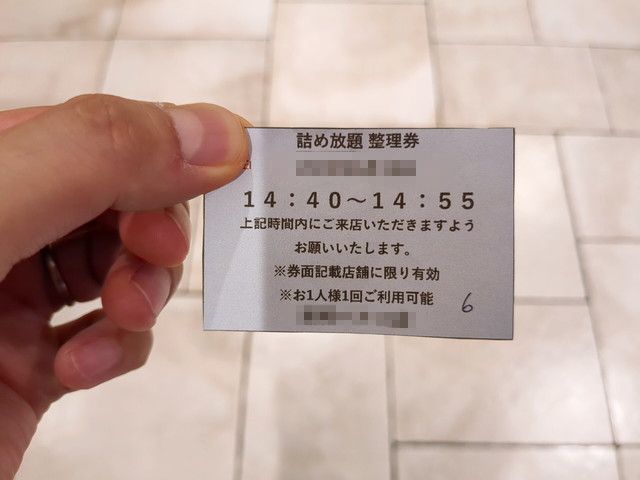 詰め放題 整理券
14：40～14：55
上記時間内にご来店いただきますよう
お願いいたします。
※券面記載店舗に限り有効
※お1人様1回ご利用可能
6